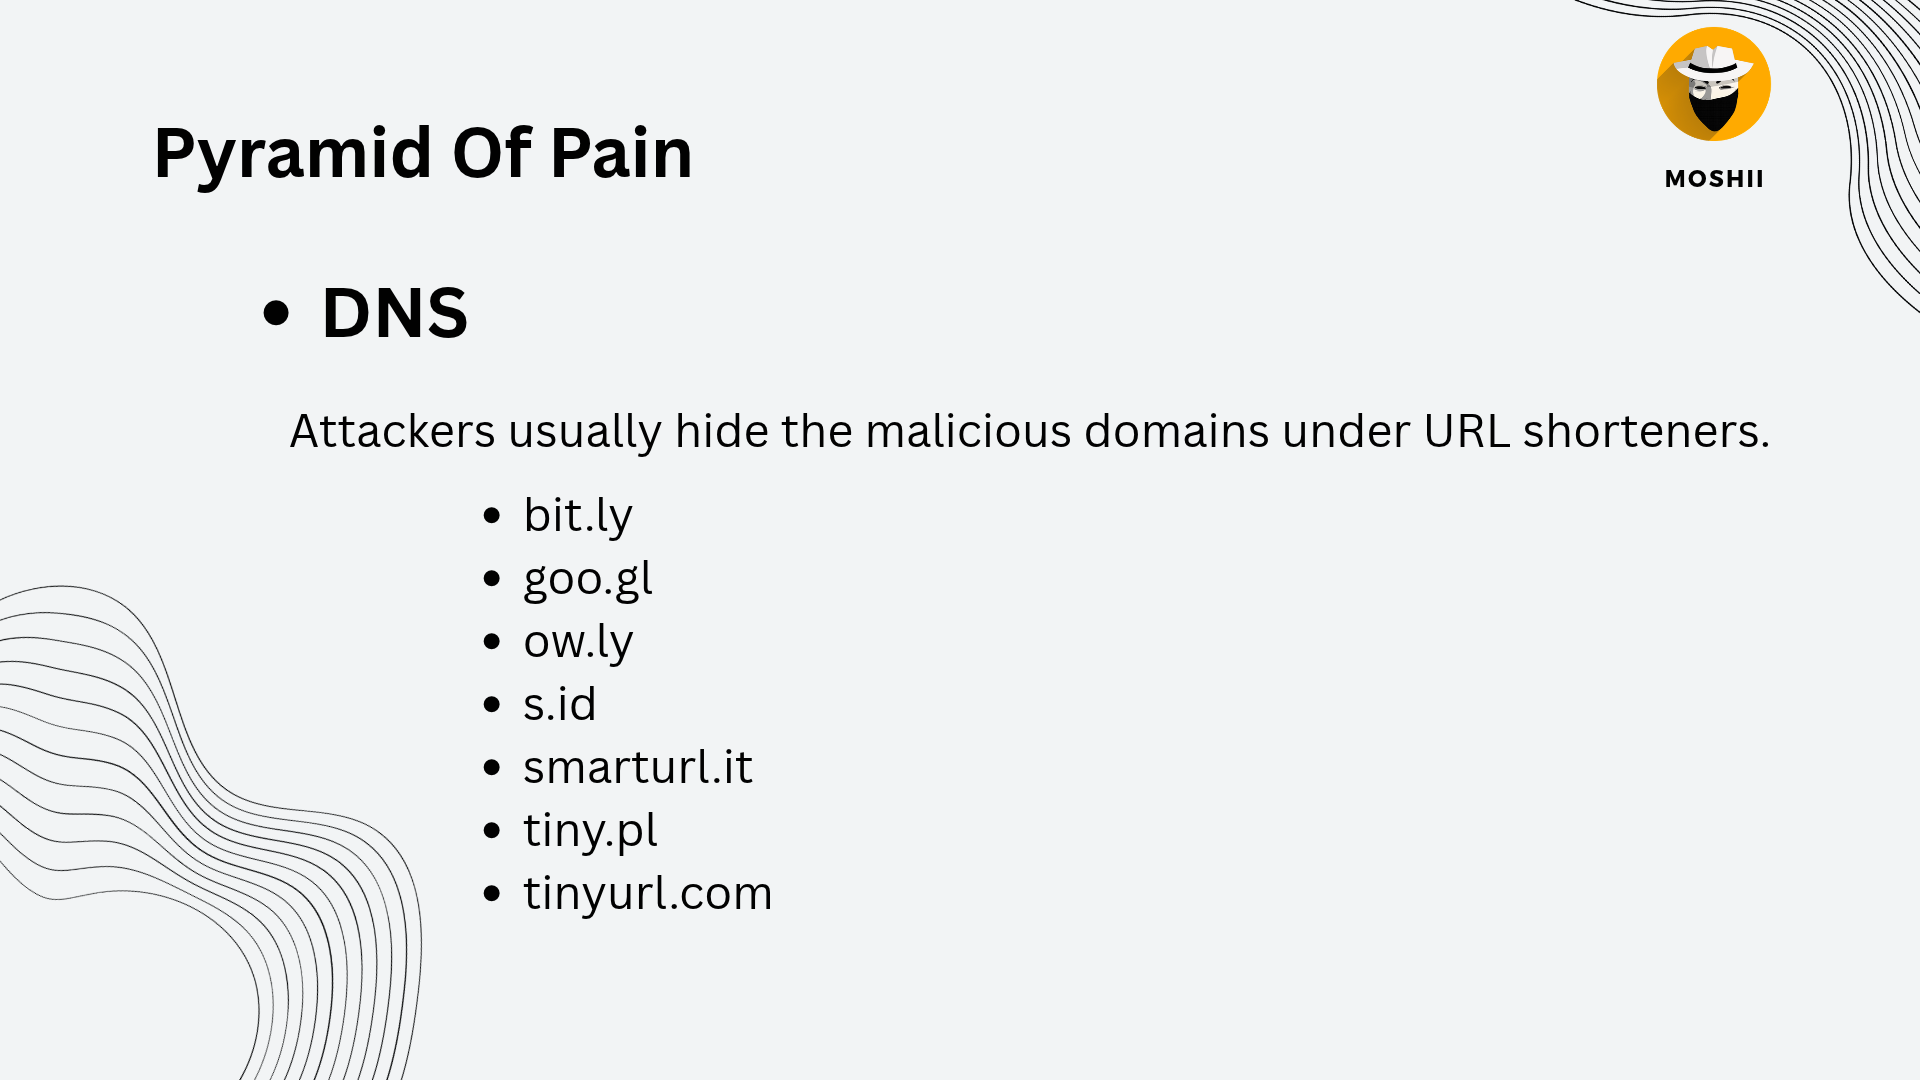 MOSHII
Pyramid Of Pain
• DNS
Attackers usually hide the malicious domains under URL shorteners.
• bit.ly
• goo.gl
• ow.ly
• s.id
• smarturl.it
• tiny.pl
• tinyurl.com